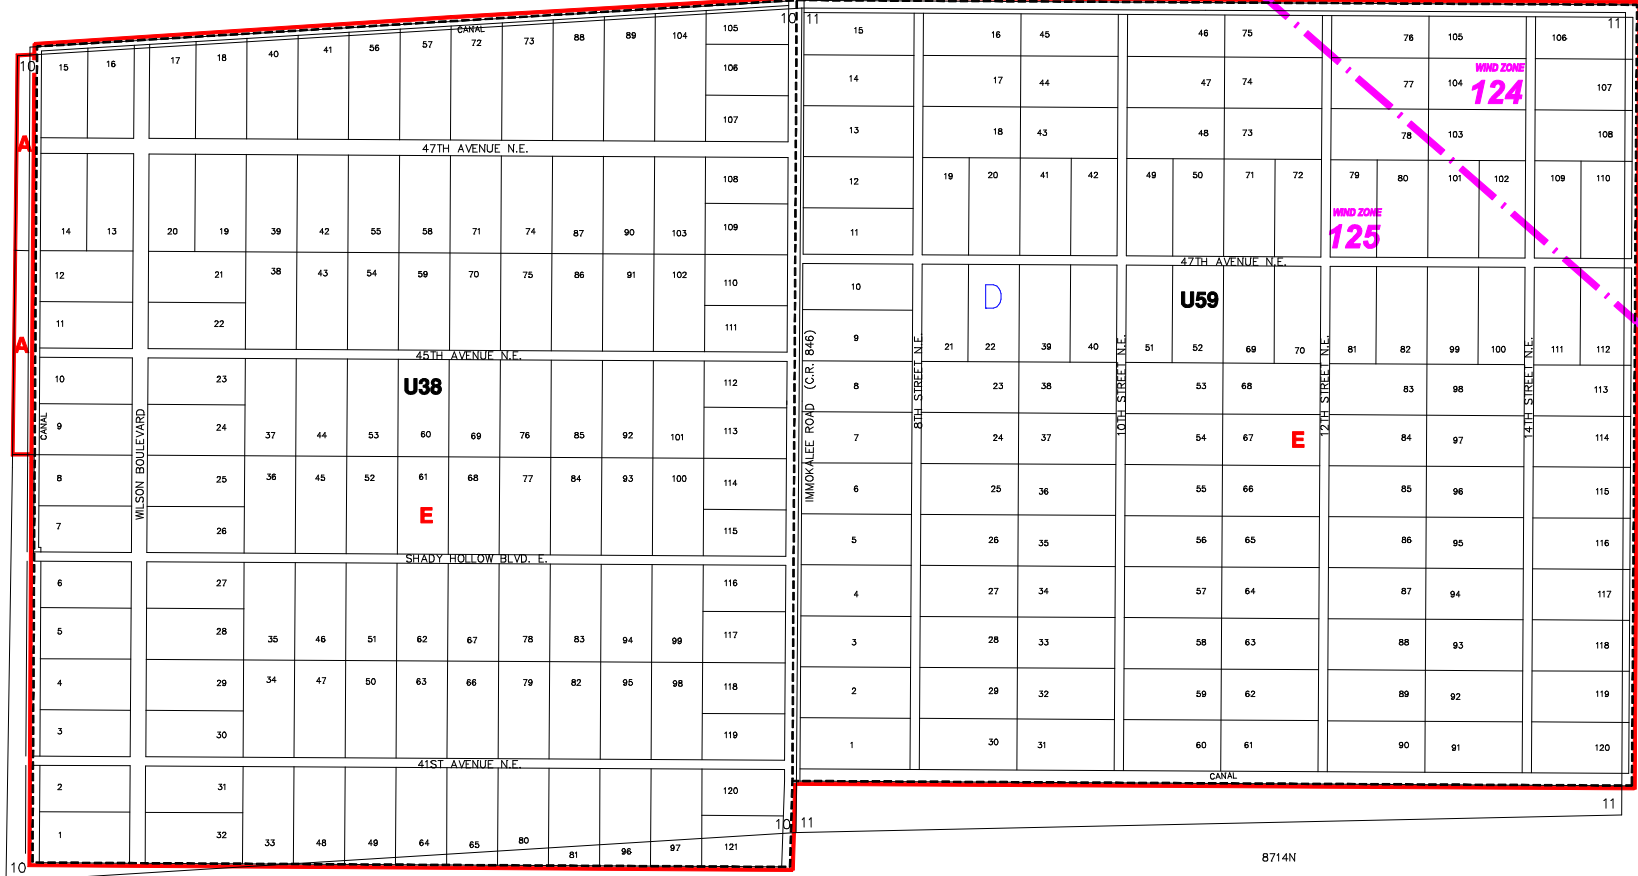 10 11
11
CANAL
15 16 17 18 40 41 56 57 72 73 88 89 104 105
106
107
10
A
47TH AVENUE N.E.
108
109
14 13 20 19 39 42 55 58 71 74 87 90 103
12 21 38 43 54 59 70 75 86 91 102 110
11 22 111
A
45TH AVENUE N.E.
10 23 112
U38
CANAL
WILSON BOULEVARD
9 24 37 44 53 60 69 76 85 92 101 113
8 25 36 45 52 61 68 77 84 93 100 114
E
7 26 115
SHADY HOLLOW BLVD. E.
6 27 116
5 28 35 46 51 62 67 78 83 94 99 117
4 29 34 47 50 63 66 79 82 95 98 118
3 30 119
41ST AVENUE N.E.
2 31 120
1 32 33 48 49 64 65 80 81 96 97 121
10
10 11
IMMOKALEE ROAD (C.R. 846)
15 16 45 46 75 76 105 106
WIND ZONE
124
14 17 44 47 74 77 104 107
13 18 43 48 73 78 103 108
12 19 20 41 42 49 50 71 72 79 80 101 102 109 110
WIND ZONE
125
11
47TH AVENUE N.E.
10
D
U59
9 21 22 39 40 51 52 69 70 81 82 99 100 111 112
8TH STREET N.E.
10TH STREET N.E.
12TH STREET N.E.
14TH STREET N.E.
8 23 38 53 68 83 98 113
7 24 37 54 67 E 84 97 114
6 25 36 55 66 85 96 115
5 26 35 56 65 86 95 116
4 27 34 57 64 87 94 117
3 28 33 58 63 88 93 118
2 29 32 59 62 89 92 119
1 30 31 60 61 90 91 120
CANAL
11
8714N